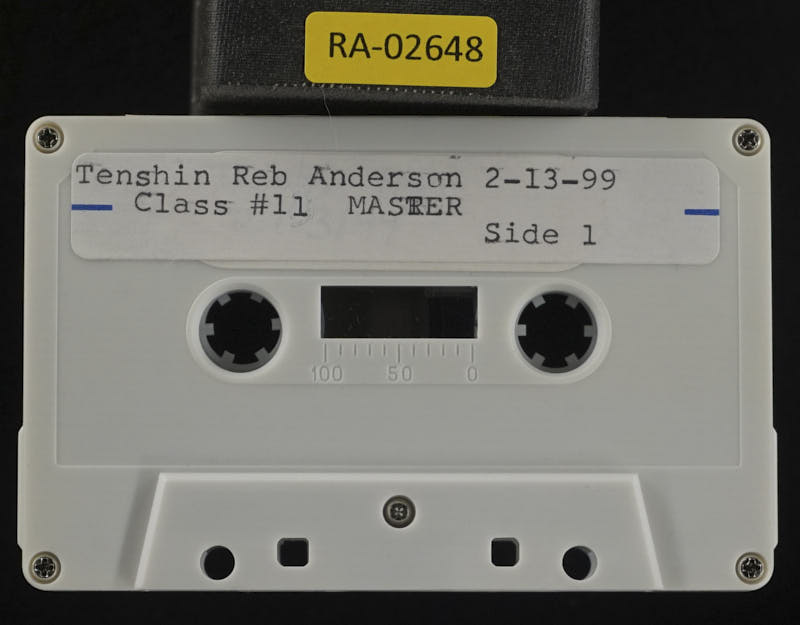 RA-02648
Tenshin Reb Anderson 2-13-99
Class #11 MASTER
Side 1
100 50 0